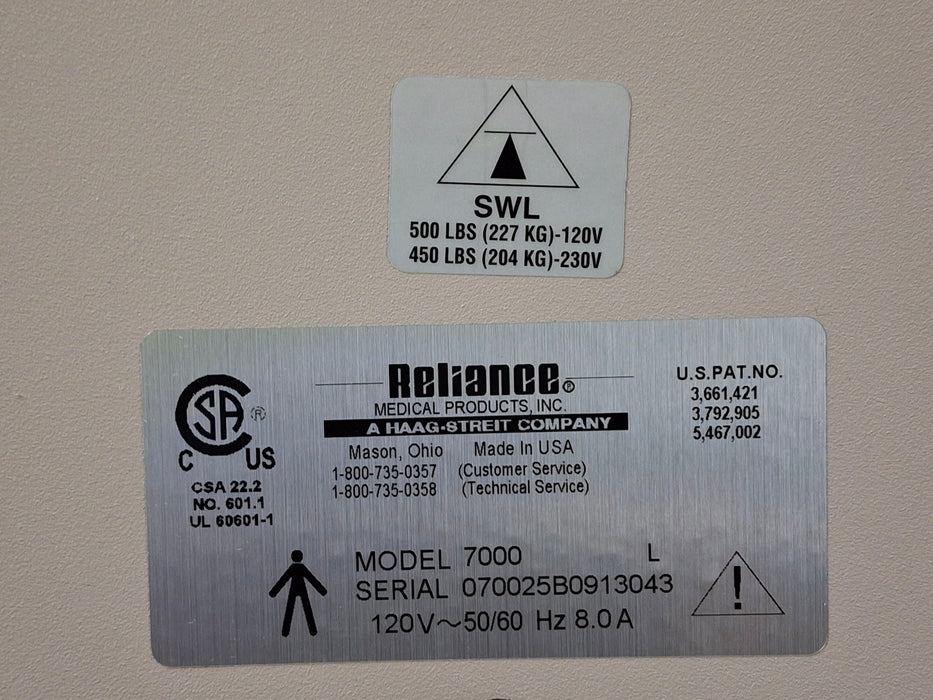 SWL
500 LBS (227 KG)-120V
450 LBS (204 KG)-230V
Reliance®
MEDICAL PRODUCTS, INC.
A HAAG-STREIT COMPANY
Mason, Ohio Made in USA
1-800-735-0357 (Customer Service)
1-800-735-0358 (Technical Service)
U.S.PAT.NO.
3,661,421
3,792,905
5,467,002
CSA ®
C US
CSA 22.2
NO. 601.1
UL 60601-1
MODEL 7000 L
SERIAL 070025B0913043
120V~50/60 Hz 8.0A
!